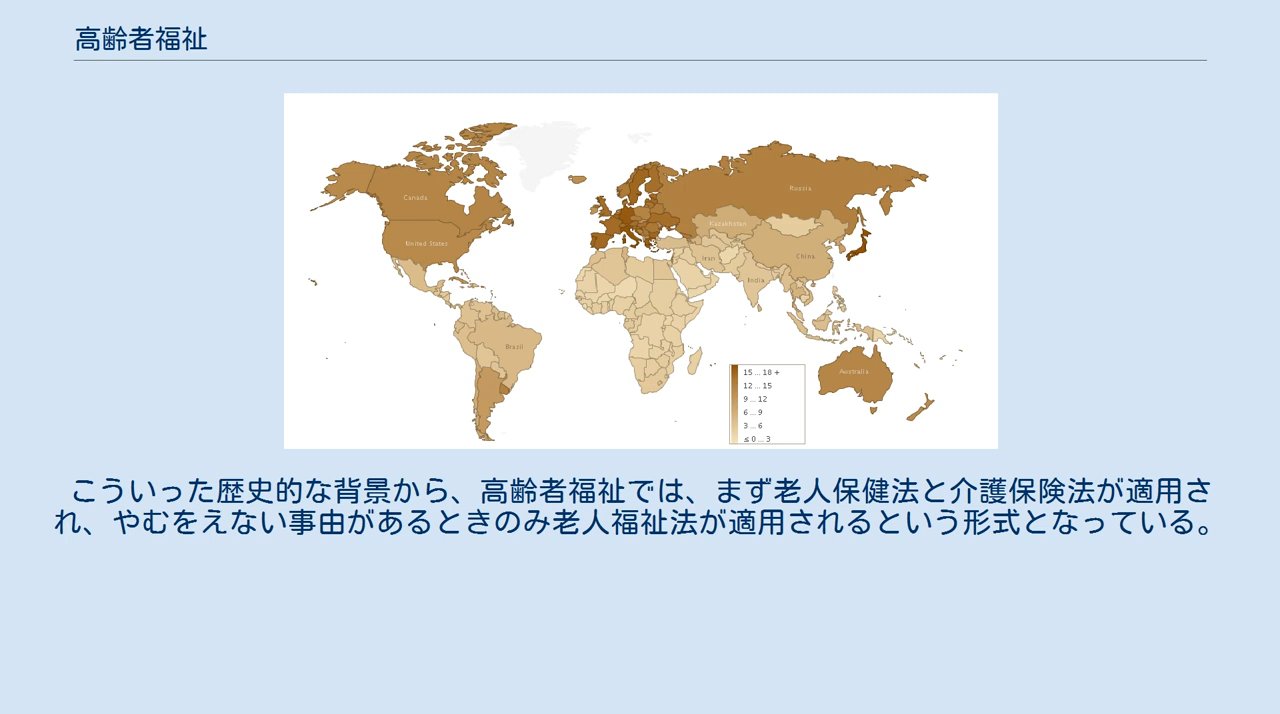 高齢者福祉
Canada
United States
Brazil
Russia
Kazakhstan
China
Iran
India
Australia
15 ... 18 +
12 ... 15
9 ... 12
6 ... 9
3 ... 6
≤ 0 ... 3
こういった歴史的な背景から、高齢者福祉では、まず老人保健法と介護保険法が適用さ
れ、やむをえない事由があるときのみ老人福祉法が適用されるという形式となっている。